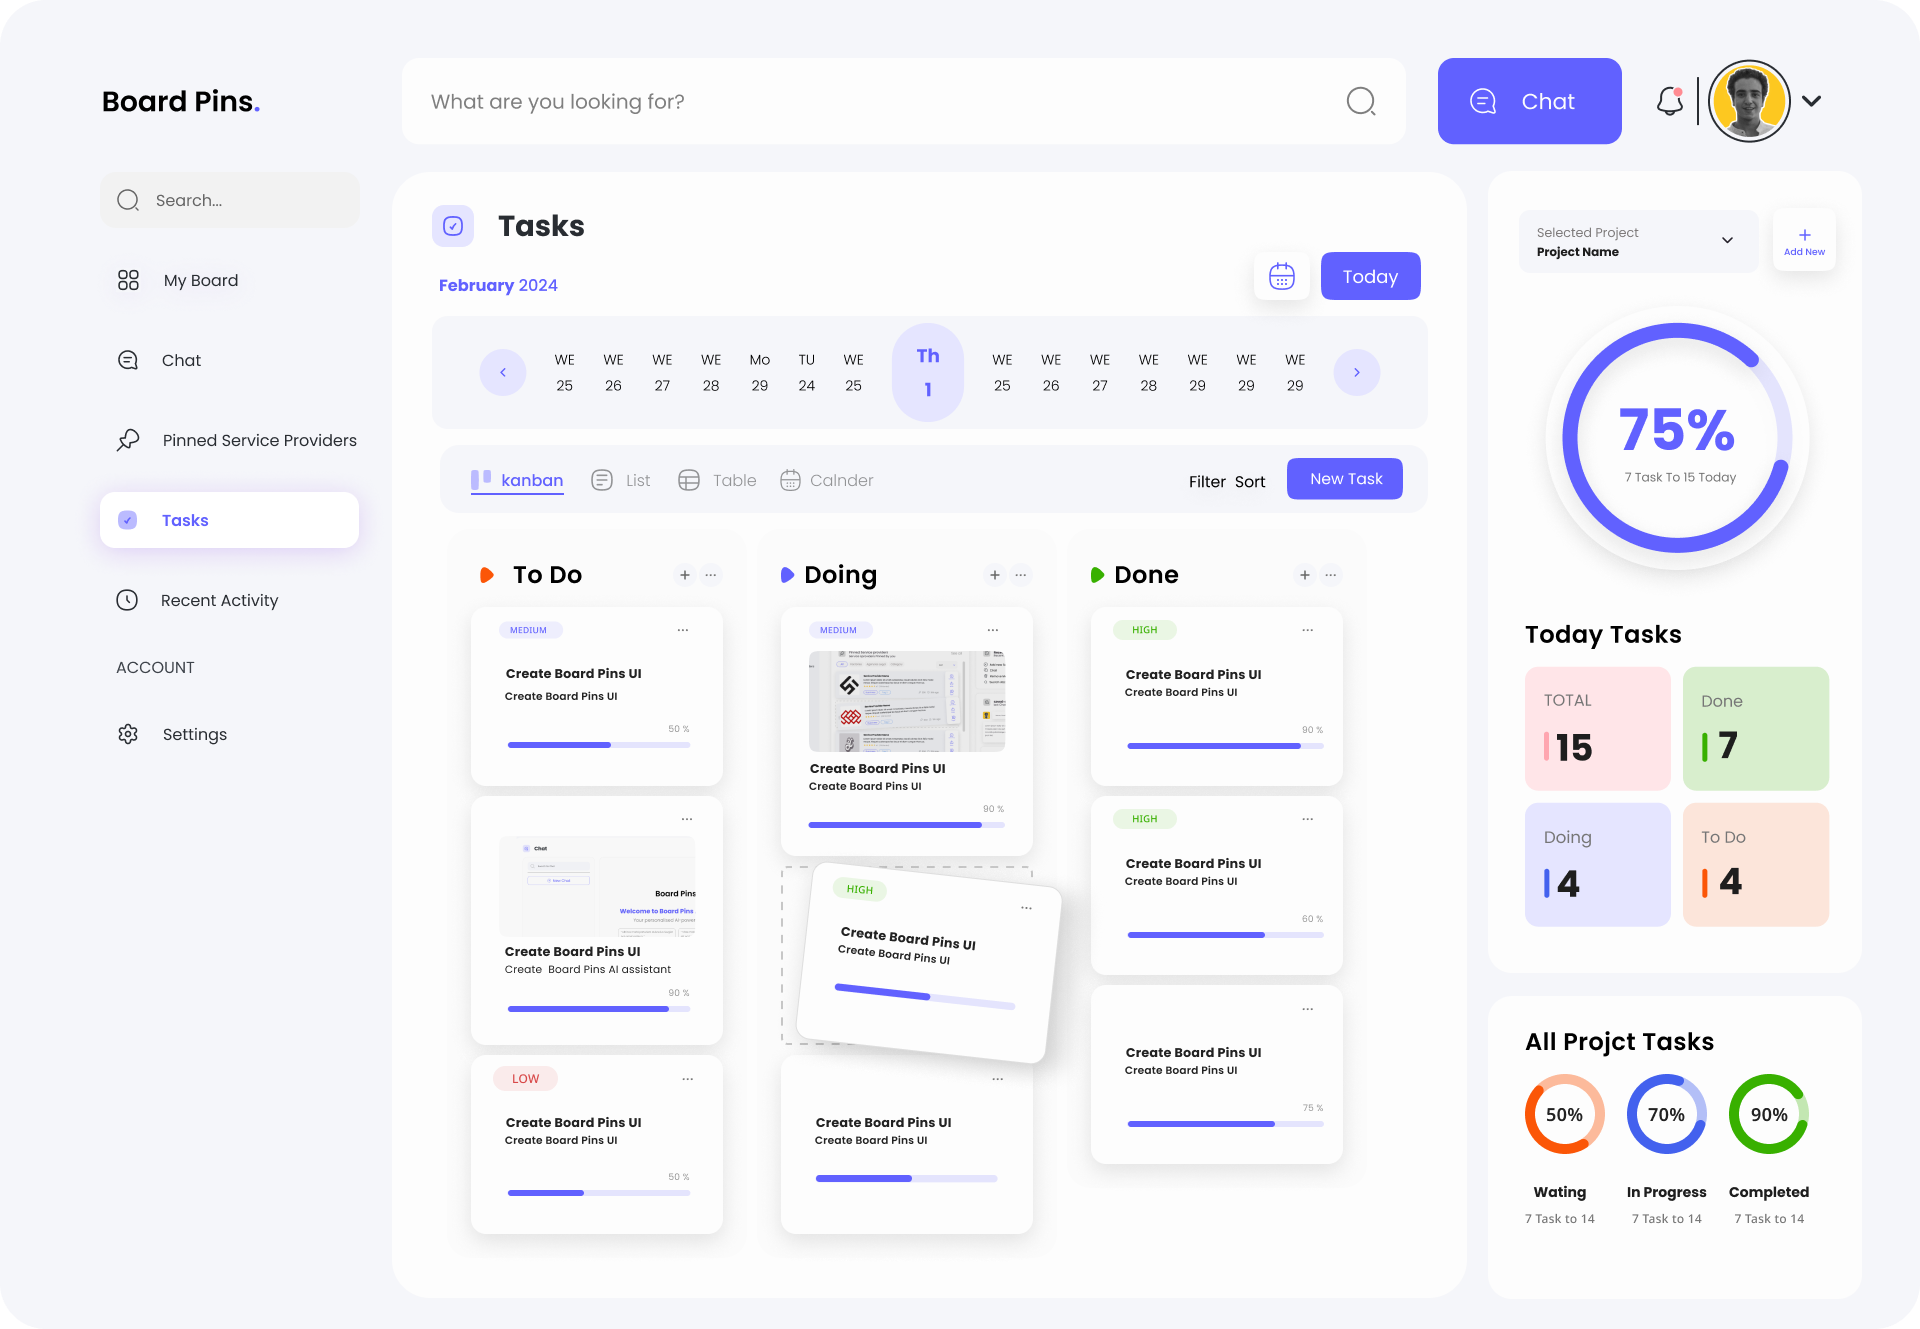 Board Pins.
What are you looking for?
Chat
Search...
My Board
Chat
Pinned Service Providers
Tasks
Recent Activity
ACCOUNT
Settings
Tasks
February 2024
Today
WE WE WE WE Mo TU WE Th WE WE WE WE WE WE WE
25 26 27 28 29 24 25 1 25 26 27 28 29 29 29
kanban List Table Calnder
Filter Sort
New Task
To Do
MEDIUM
Create Board Pins UI
Create Board Pins UI
50 %
Chat
New Chat
Board Pins
Welcome to Board Pins
Your personalised AI power
Create Board Pins UI
Create Board Pins AI assistant
90 %
LOW
Create Board Pins UI
Create Board Pins UI
50 %
Doing
MEDIUM
Create Board Pins UI
Create Board Pins UI
90 %
HIGH
Create Board Pins UI
Create Board Pins UI
Create Board Pins UI
Create Board Pins UI
Done
HIGH
Create Board Pins UI
Create Board Pins UI
90 %
HIGH
Create Board Pins UI
Create Board Pins UI
60 %
Create Board Pins UI
Create Board Pins UI
75 %
Selected Project
Project Name
Add New
75%
7 Task To 15 Today
Today Tasks
TOTAL
15
Done
7
Doing
4
To Do
4
All Projct Tasks
50% 70% 90%
Wating In Progress Completed
7 Task to 14 7 Task to 14 7 Task to 14